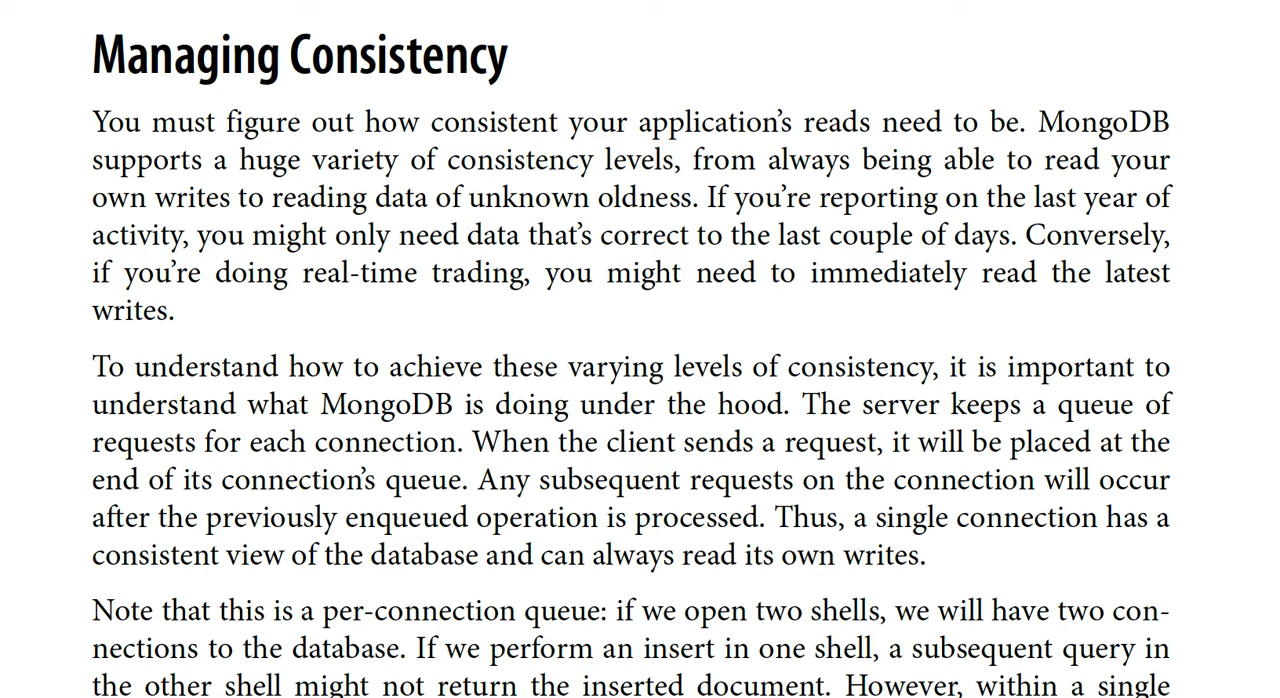 Managing Consistency
You must figure out how consistent your application’s reads need to be. MongoDB
supports a huge variety of consistency levels, from always being able to read your
own writes to reading data of unknown oldness. If you’re reporting on the last year of
activity, you might only need data that’s correct to the last couple of days. Conversely,
if you’re doing real-time trading, you might need to immediately read the latest
writes.
To understand how to achieve these varying levels of consistency, it is important to
understand what MongoDB is doing under the hood. The server keeps a queue of
requests for each connection. When the client sends a request, it will be placed at the
end of its connection’s queue. Any subsequent requests on the connection will occur
after the previously enqueued operation is processed. Thus, a single connection has a
consistent view of the database and can always read its own writes.
Note that this is a per-connection queue: if we open two shells, we will have two con-
nections to the database. If we perform an insert in one shell, a subsequent query in
the other shell might not return the inserted document. However, within a single